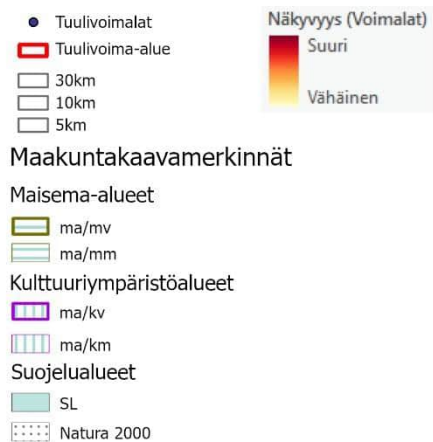 Tuulivoimalat
Tuulivoima-alue
30km
10km
5km
Näkyvyys (Voimalat)
Suuri
Vähäinen
Maakuntakaavamerkinnät
Maisema-alueet
ma/mv
ma/mm
Kulttuuriympäristöalueet
ma/kv
ma/km
Suojelualueet
SL
Natura 2000